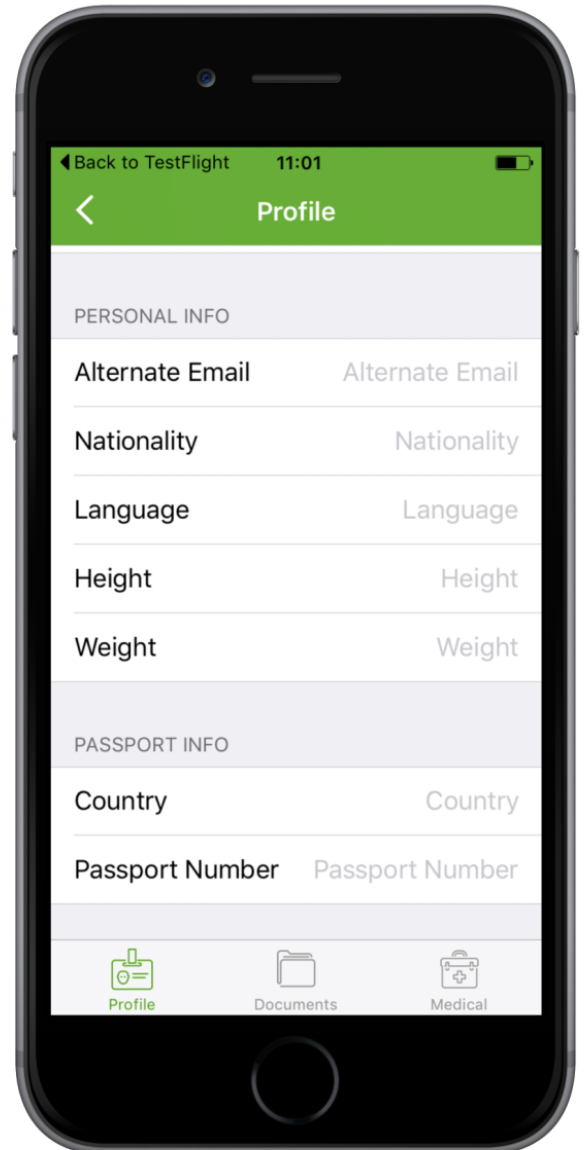 Back to TestFlight 11:01
Profile
PERSONAL INFO
Alternate Email Alternate Email
Nationality Nationality
Language Language
Height Height
Weight Weight
PASSPORT INFO
Country Country
Passport Number Passport Number
Profile Documents Medical